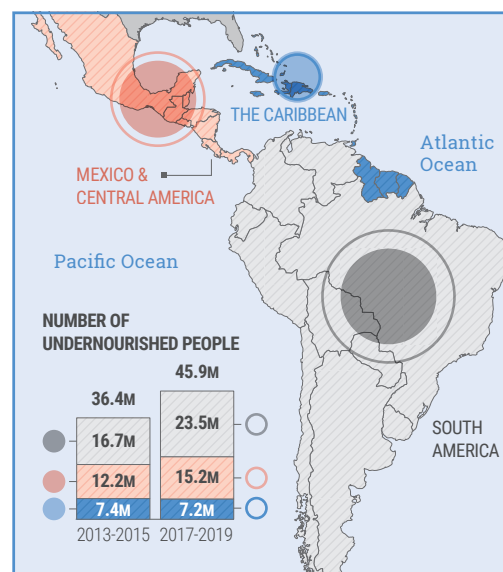 THE CARIBBEAN
Atlantic
Ocean
MEXICO &
CENTRAL AMERICA
Pacific Ocean
NUMBER OF
UNDERNOURISHED PEOPLE
45.9M
36.4M
16.7M
23.5M
12.2M
15.2M
7.4M
7.2M
2013-2015
2017-2019
SOUTH
AMERICA